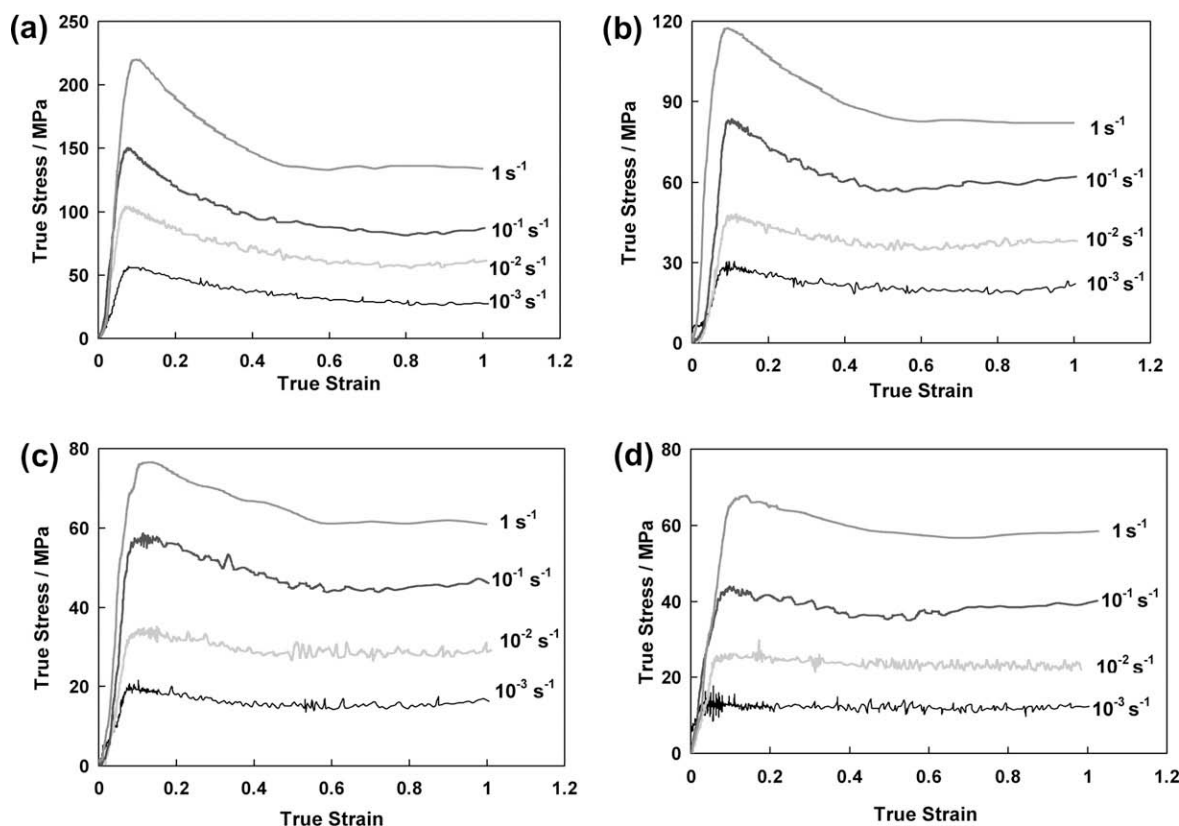 (a)
250
200
150
100
50
0
True Stress / MPa
1 s⁻¹
10⁻¹ s⁻¹
10⁻² s⁻¹
10⁻³ s⁻¹
0 0.2 0.4 0.6 0.8 1 1.2
True Strain
(b)
120
90
60
30
0
True Stress / MPa
1 s⁻¹
10⁻¹ s⁻¹
10⁻² s⁻¹
10⁻³ s⁻¹
0 0.2 0.4 0.6 0.8 1 1.2
True Strain
(c)
80
60
40
20
0
True Stress / MPa
1 s⁻¹
10⁻¹ s⁻¹
10⁻² s⁻¹
10⁻³ s⁻¹
0 0.2 0.4 0.6 0.8 1 1.2
True Strain
(d)
80
60
40
20
0
True Stress / MPa
1 s⁻¹
10⁻¹ s⁻¹
10⁻² s⁻¹
10⁻³ s⁻¹
0 0.2 0.4 0.6 0.8 1 1.2
True Strain